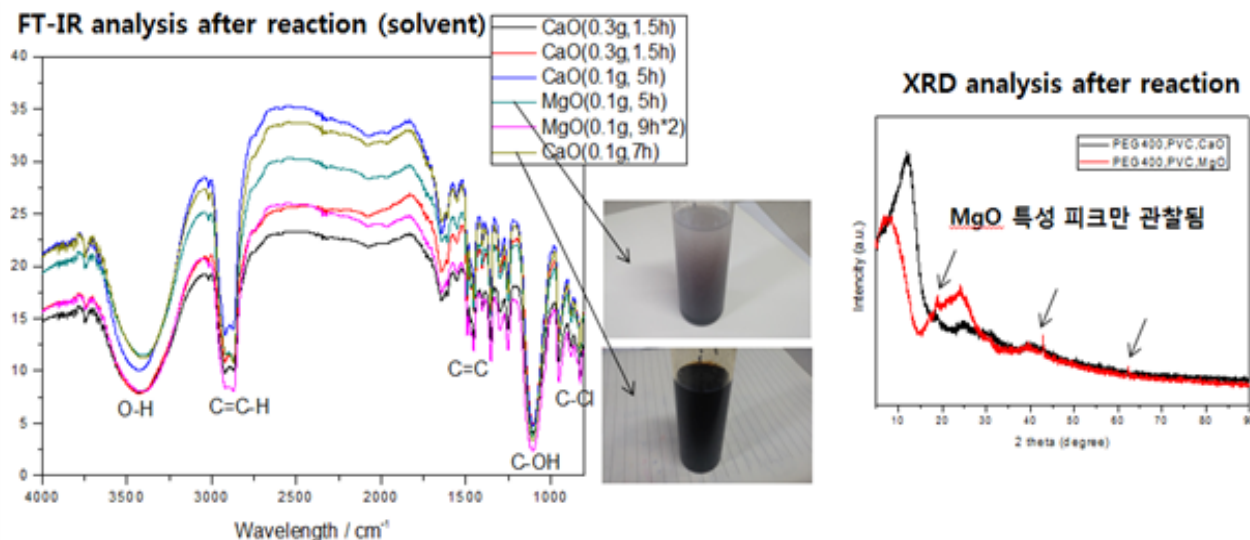 FT-IR analysis after reaction (solvent)
CaO(0.3g,1.5h)
CaO(0.3g,1.5h)
CaO(0.1g, 5h)
MgO(0.1g, 5h)
MgO(0.1g, 9h*2)
CaO(0.1g,7h)
40
35
30
25
20
15
10
5
0
O-H
C=C-H
C=C
C-Cl
C-OH
4000
3500
3000
2500
2000
1500
1000
Wavelength / cm⁻¹
XRD analysis after reaction
PEG400,PVC,CaO
PEG400,PVC,MgO
MgO 특성 피크만 관찰됨
Intencity (a.u.)
10
20
30
40
50
60
70
80
90
2 theta (degree)